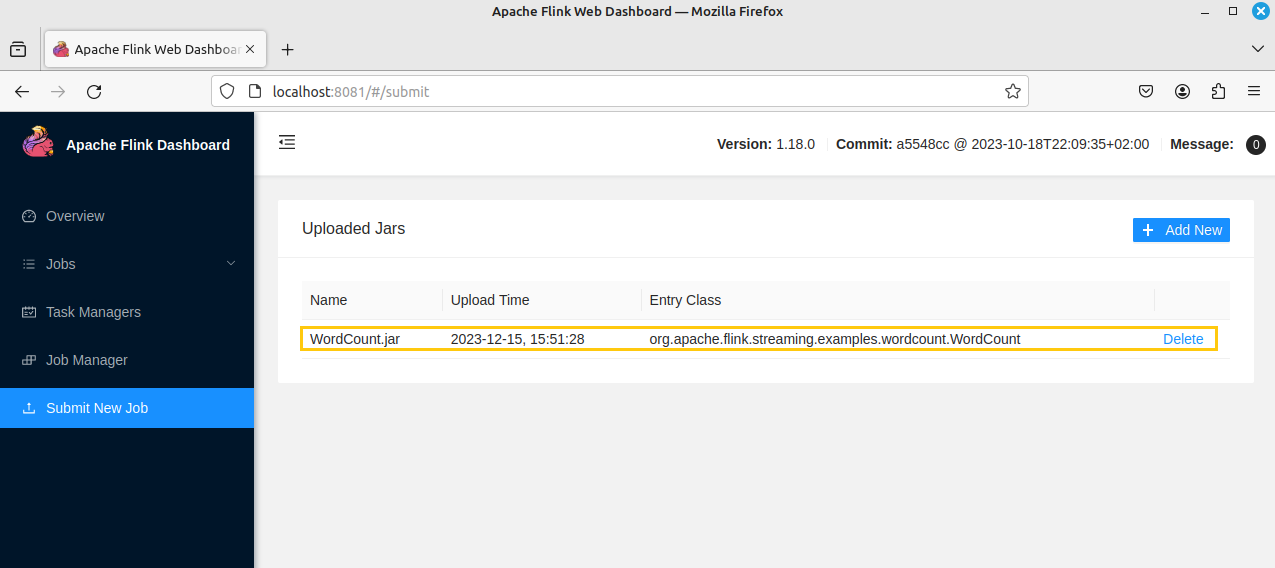 Apache Flink Web Dashboard — Mozilla Firefox
Apache Flink Web Dashboar
localhost:8081/#/submit
Apache Flink Dashboard
Version: 1.18.0 Commit: a5548cc @ 2023-10-18T22:09:35+02:00 Message: 0
Overview
Jobs
Task Managers
Job Manager
Submit New Job
Uploaded Jars
Add New
Name Upload Time Entry Class
WordCount.jar 2023-12-15, 15:51:28 org.apache.flink.streaming.examples.wordcount.WordCount Delete